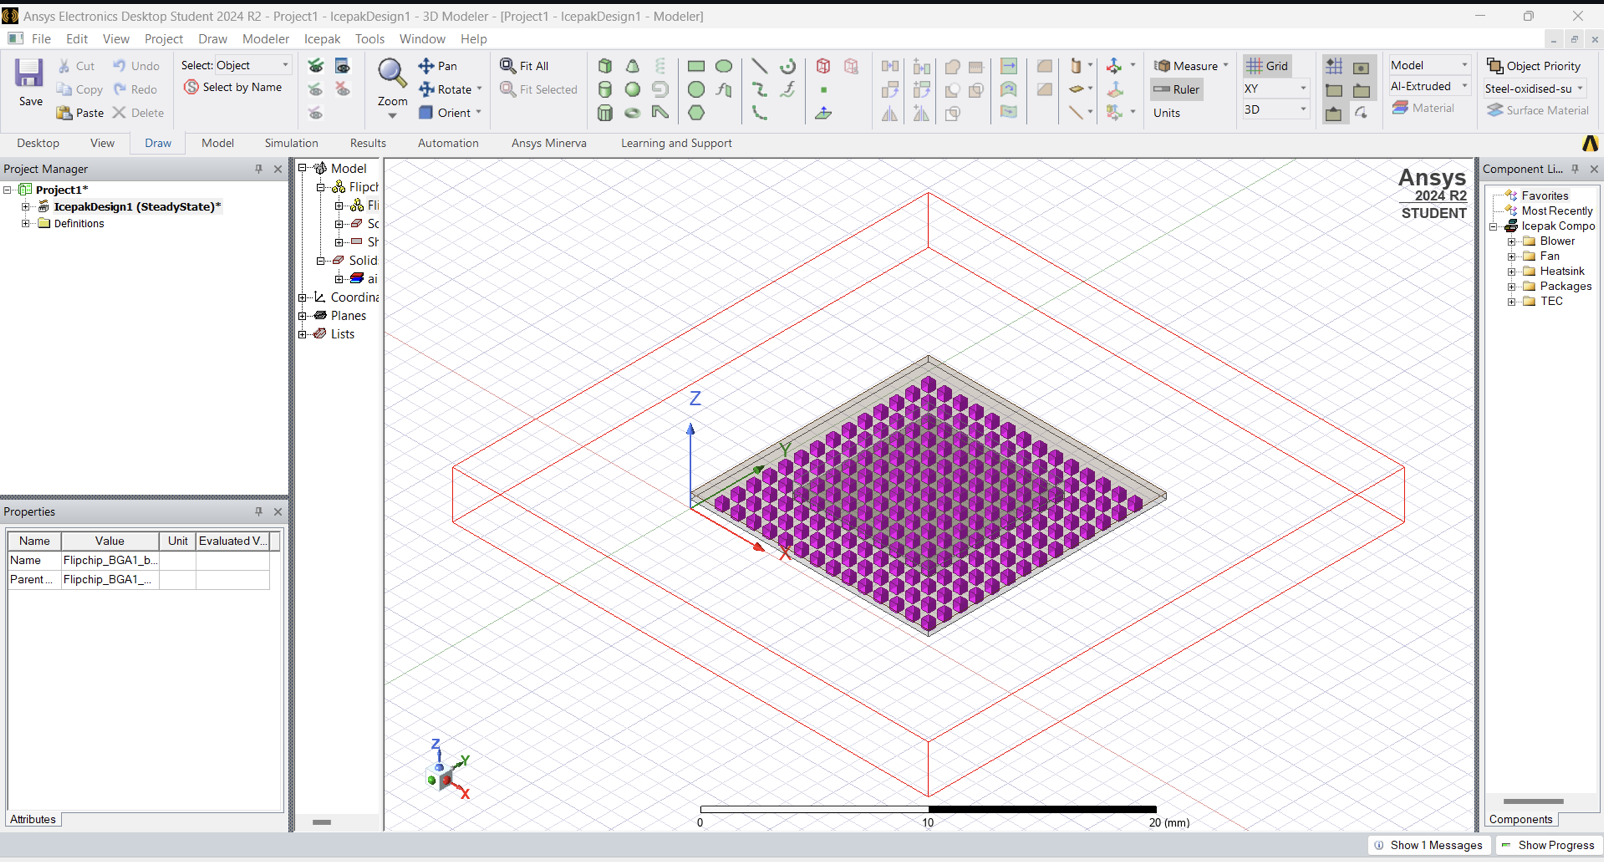 Ansys Electronics Desktop Student 2024 R2 - Project1 - IcepakDesign1 - 3D Modeler - [Project1 - IcepakDesign1 - Modeler]
File Edit View Project Draw Modeler Icepak Tools Window Help
Save
Cut Undo
Copy Redo
Paste Delete
Select: Object
Select by Name
Zoom
Pan
Rotate
Orient
Fit All
Fit Selected
Measure
Ruler
Units
Grid
XY
3D
Model
Al-Extruded
Material
Object Priority
Steel-oxidised-su
Surface Material
Desktop View Draw Model Simulation Results Automation Ansys Minerva Learning and Support
Project Manager
Project1*
IcepakDesign1 (SteadyState)*
Definitions
Model
Flipch
Fli
Sc
Sh
Solid
ai
Coordina
Planes
Lists
Ansys
2024 R2
STUDENT
Z
Y
X
Z
Y
X
0 10 20 (mm)
Component Li...
Favorites
Most Recently
Icepak Compo
Blower
Fan
Heatsink
Packages
TEC
Components
Properties
Name Value Unit Evaluated V...
Name Flipchip_BGA1_b...
Parent ... Flipchip_BGA1_...
Attributes
Show 1 Messages Show Progress